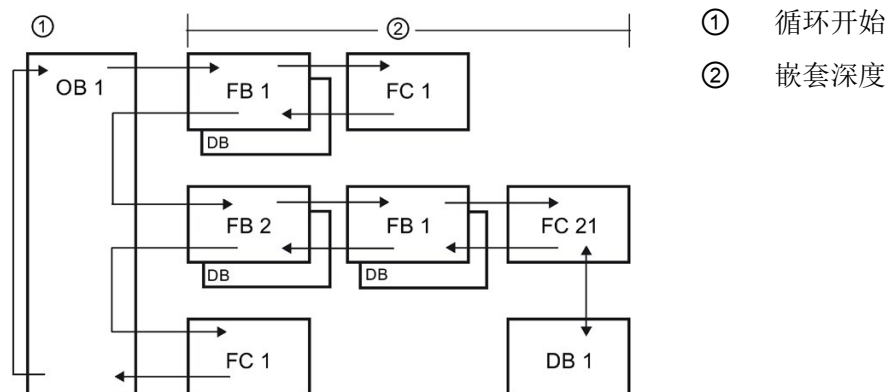 ①
②
① 循环开始
② 嵌套深度
OB 1
FB 1
FC 1
DB
FB 2
FB 1
FC 21
DB
DB
FC 1
DB 1